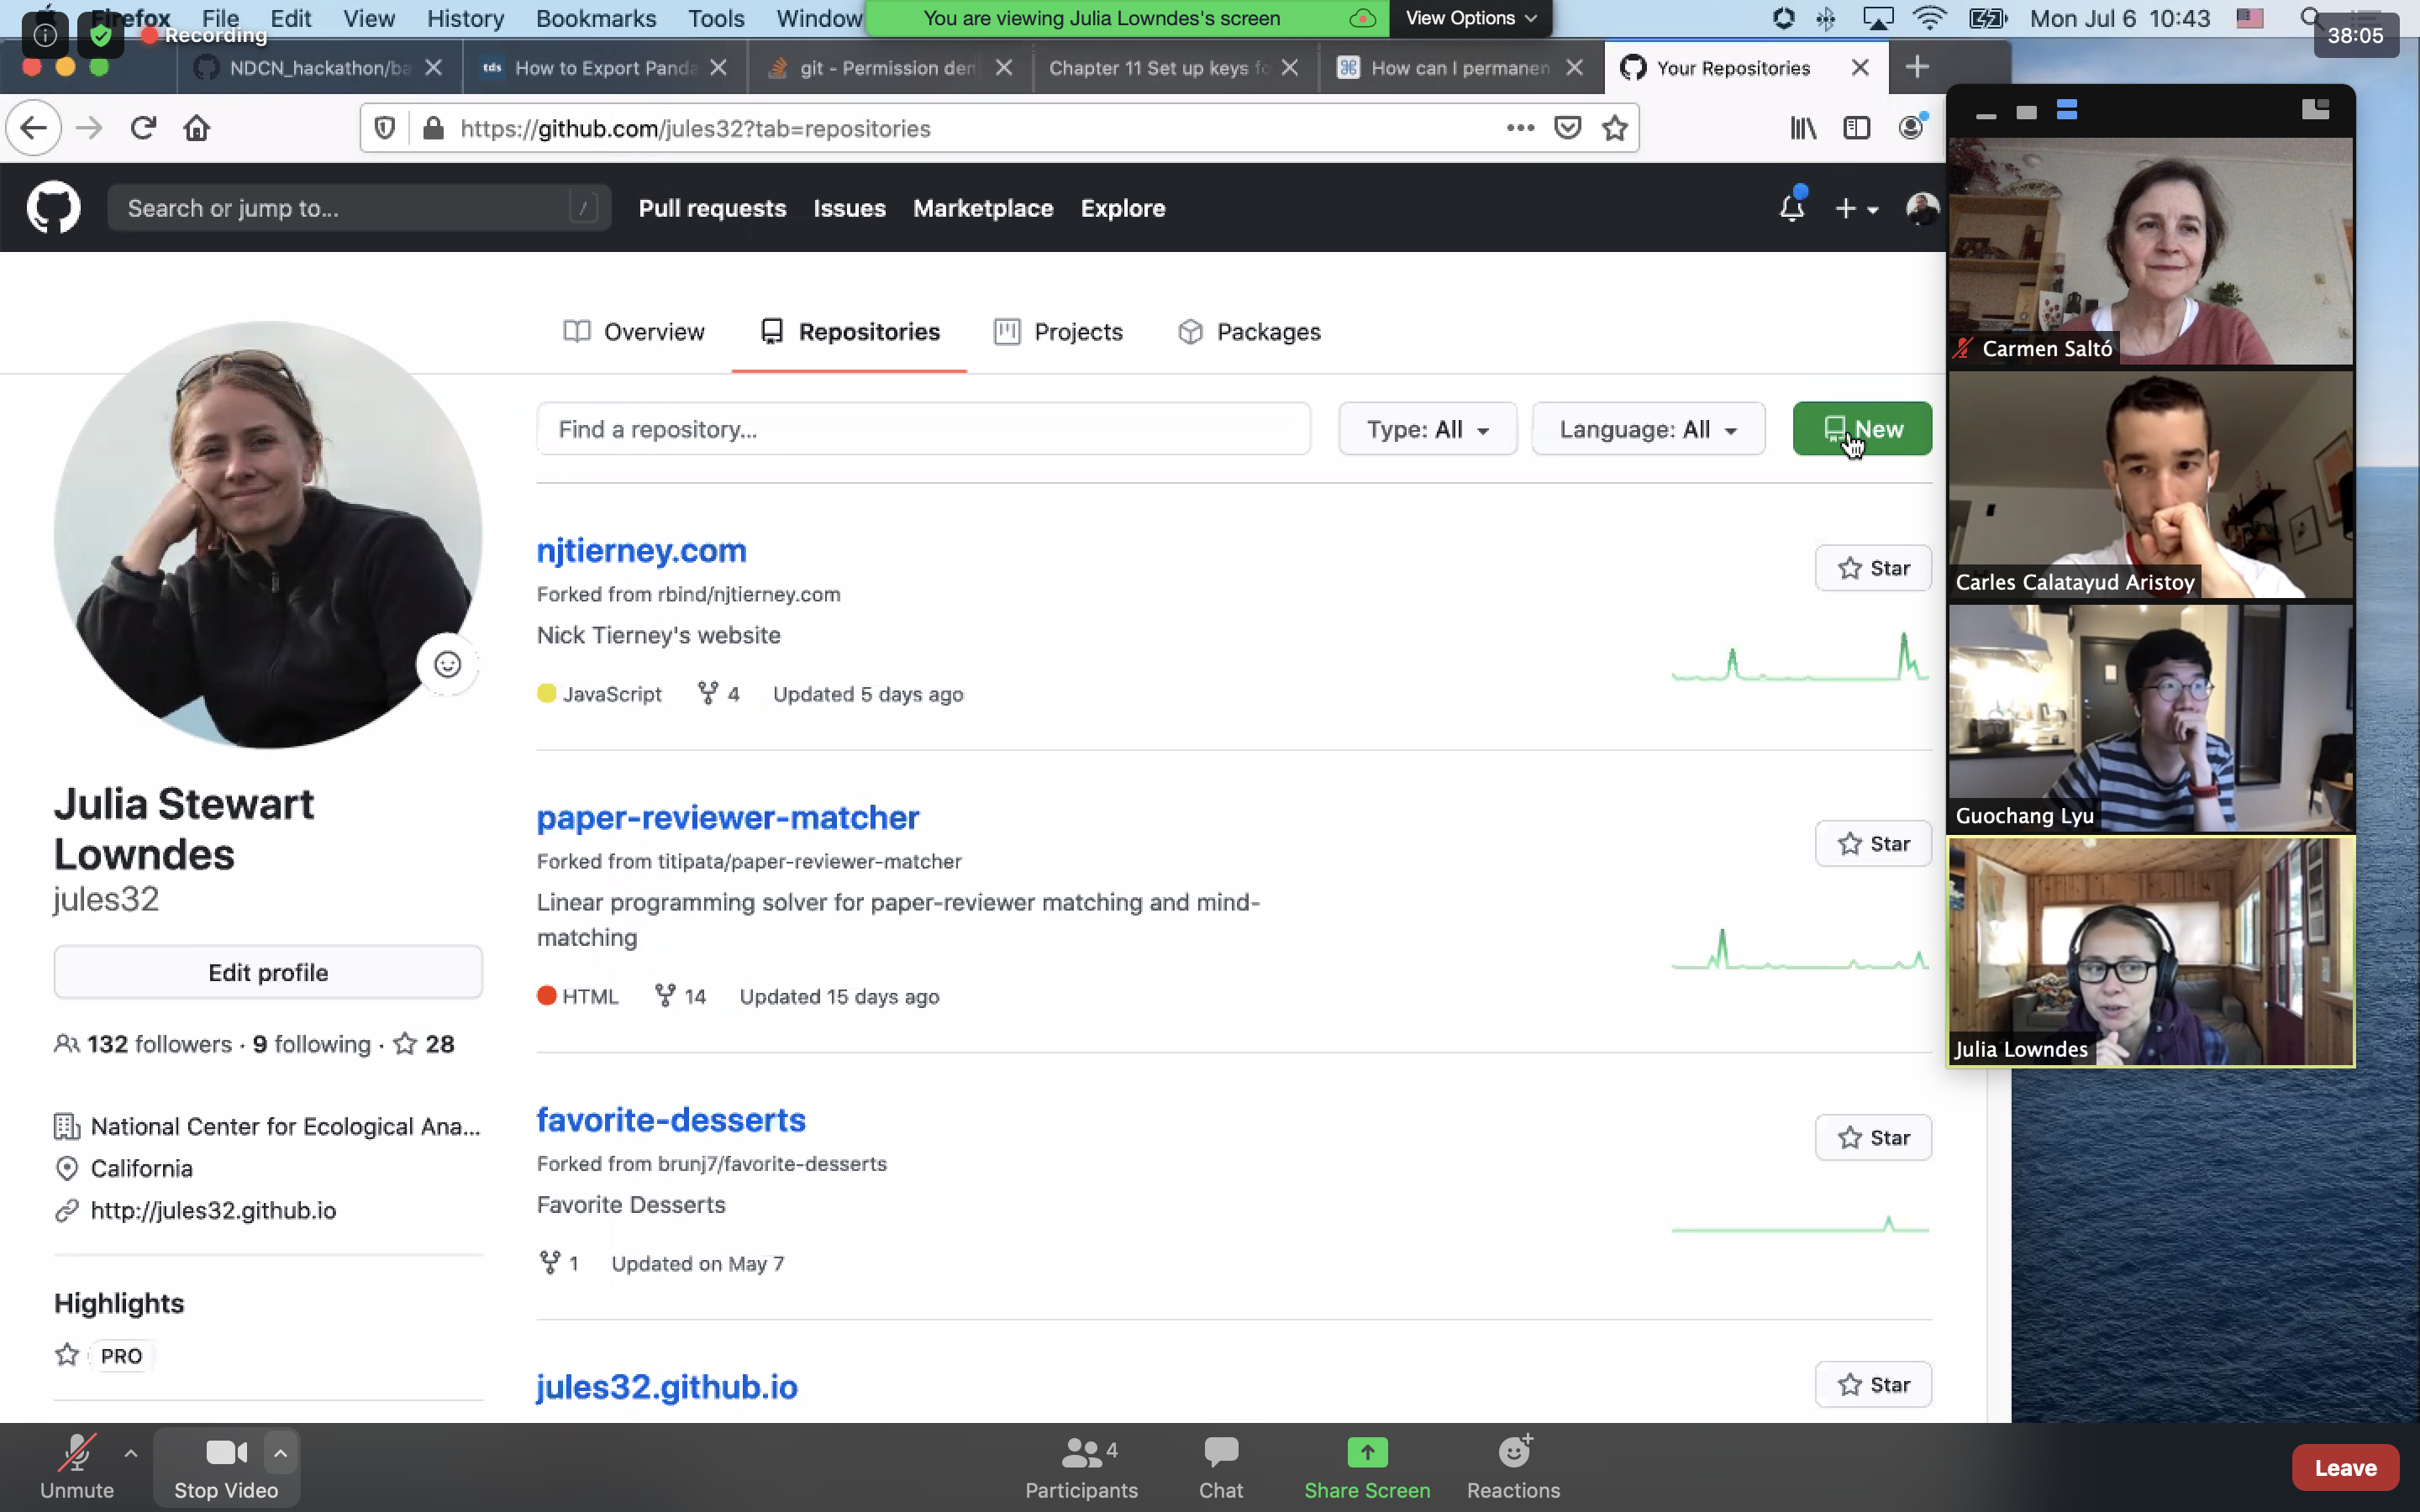 Firefox File Edit View History Bookmarks Tools Window
You are viewing Julia Lowndes's screen View Options
Mon Jul 6 10:43
Recording
38:05
NDCN_hackathon/ba
tds How to Export Panda
git - Permission den
Chapter 11 Set up keys fo
How can I permanen
Your Repositories
https://github.com/jules32?tab=repositories
Search or jump to... /
Pull requests Issues Marketplace Explore
Overview Repositories Projects Packages
Find a repository...
Type: All
Language: All
New
njtierney.com
Forked from rbind/njtierney.com
Nick Tierney's website
JavaScript 4 Updated 5 days ago
Star
paper-reviewer-matcher
Forked from titipata/paper-reviewer-matcher
Linear programming solver for paper-reviewer matching and mind-
matching
HTML 14 Updated 15 days ago
Star
favorite-desserts
Forked from brunj7/favorite-desserts
Favorite Desserts
1 Updated on May 7
Star
jules32.github.io
Star
Julia Stewart
Lowndes
jules32
Edit profile
132 followers · 9 following · 28
National Center for Ecological Ana...
California
http://jules32.github.io
Highlights
PRO
Carmen Saltó
Carles Calatayud Aristoy
Guochang Lyu
Julia Lowndes
Unmute
Stop Video
4
Participants
Chat
Share Screen
Reactions
Leave